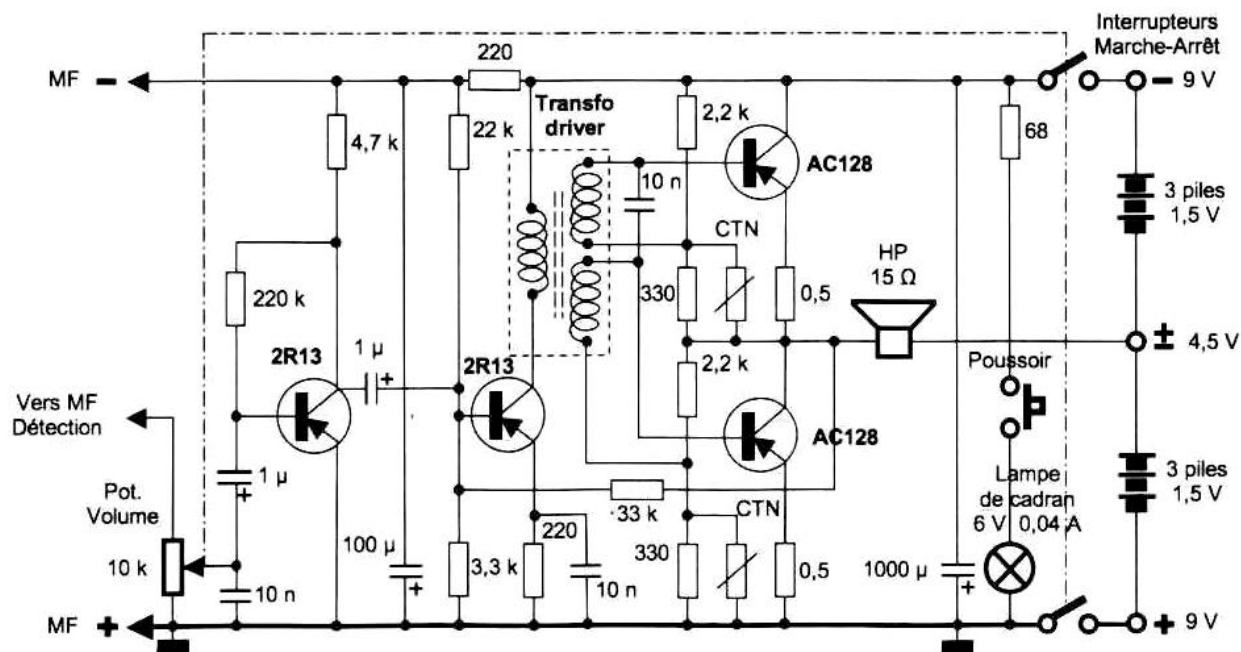 Interrupteurs
Marche-Arrêt
220
MF -
- 9 V
Transfo
driver
2,2 k
68
4,7 k
22 k
AC128
10 n
3 piles
1,5 V
CTN
HP
15 Ω
220 k
330
0,5
2R13
1 µ
+
2R13
2,2 k
± 4,5 V
Poussoir
Vers MF
Détection
AC128
1 µ
+
3 piles
1,5 V
Lampe
de cadran
6 V 0,04 A
Pot.
Volume
33 k
CTN
220
100 µ
+
330
10 k
3,3 k
0,5
1000 µ
+
10 n
10 n
MF +
+ 9 V